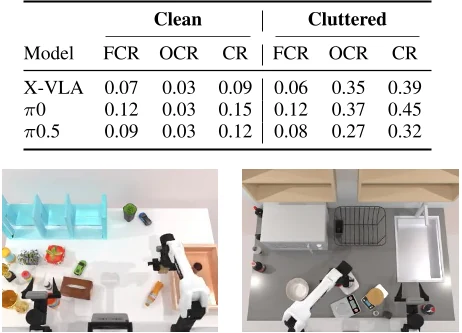 Clean Cluttered
Model FCR OCR CR FCR OCR CR
X-VLA 0.07 0.03 0.09 0.06 0.35 0.39
π0 0.12 0.03 0.15 0.12 0.37 0.45
π0.5 0.09 0.03 0.12 0.08 0.27 0.32